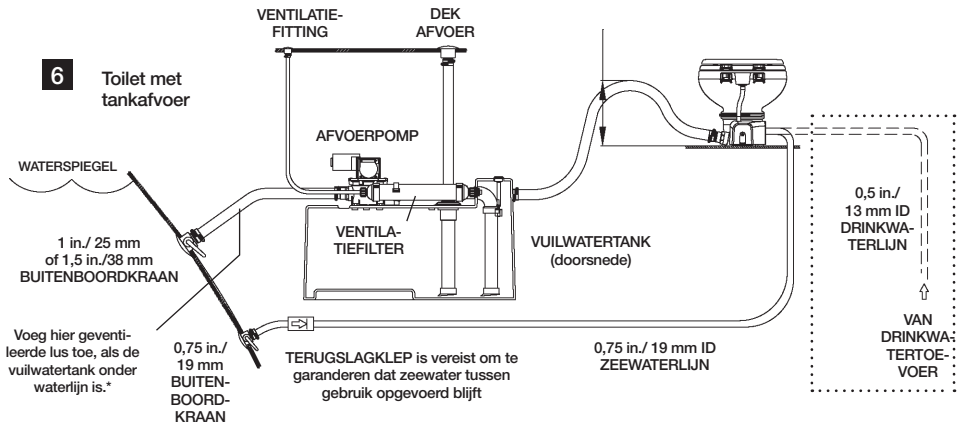 VENTILATIE-
FITTING
DEK
AFVOER
6
Toilet met
tankafvoer
AFVOERPOMP
WATERSPIEGEL
VENTILA-
TIEFILTER
VUILWATERTANK
(doorsnede)
0,5 in./
13 mm ID
DRINKWA-
TERLIJN
1 in./ 25 mm
of 1,5 in./38 mm
BUITENBOORDKRAAN
Voeg hier geventi-
leerde lus toe, als de
vuilwatertank onder
waterlijn is.*
0,75 in./
19 mm
BUITEN-
BOORD-
KRAAN
TERUGSLAGKLEP is vereist om te
garanderen dat zeewater tussen
gebruik opgevoerd blijft
0,75 in./ 19 mm ID
ZEEWATERLIJN
VAN
DRINKWA-
TERTOE-
VOER